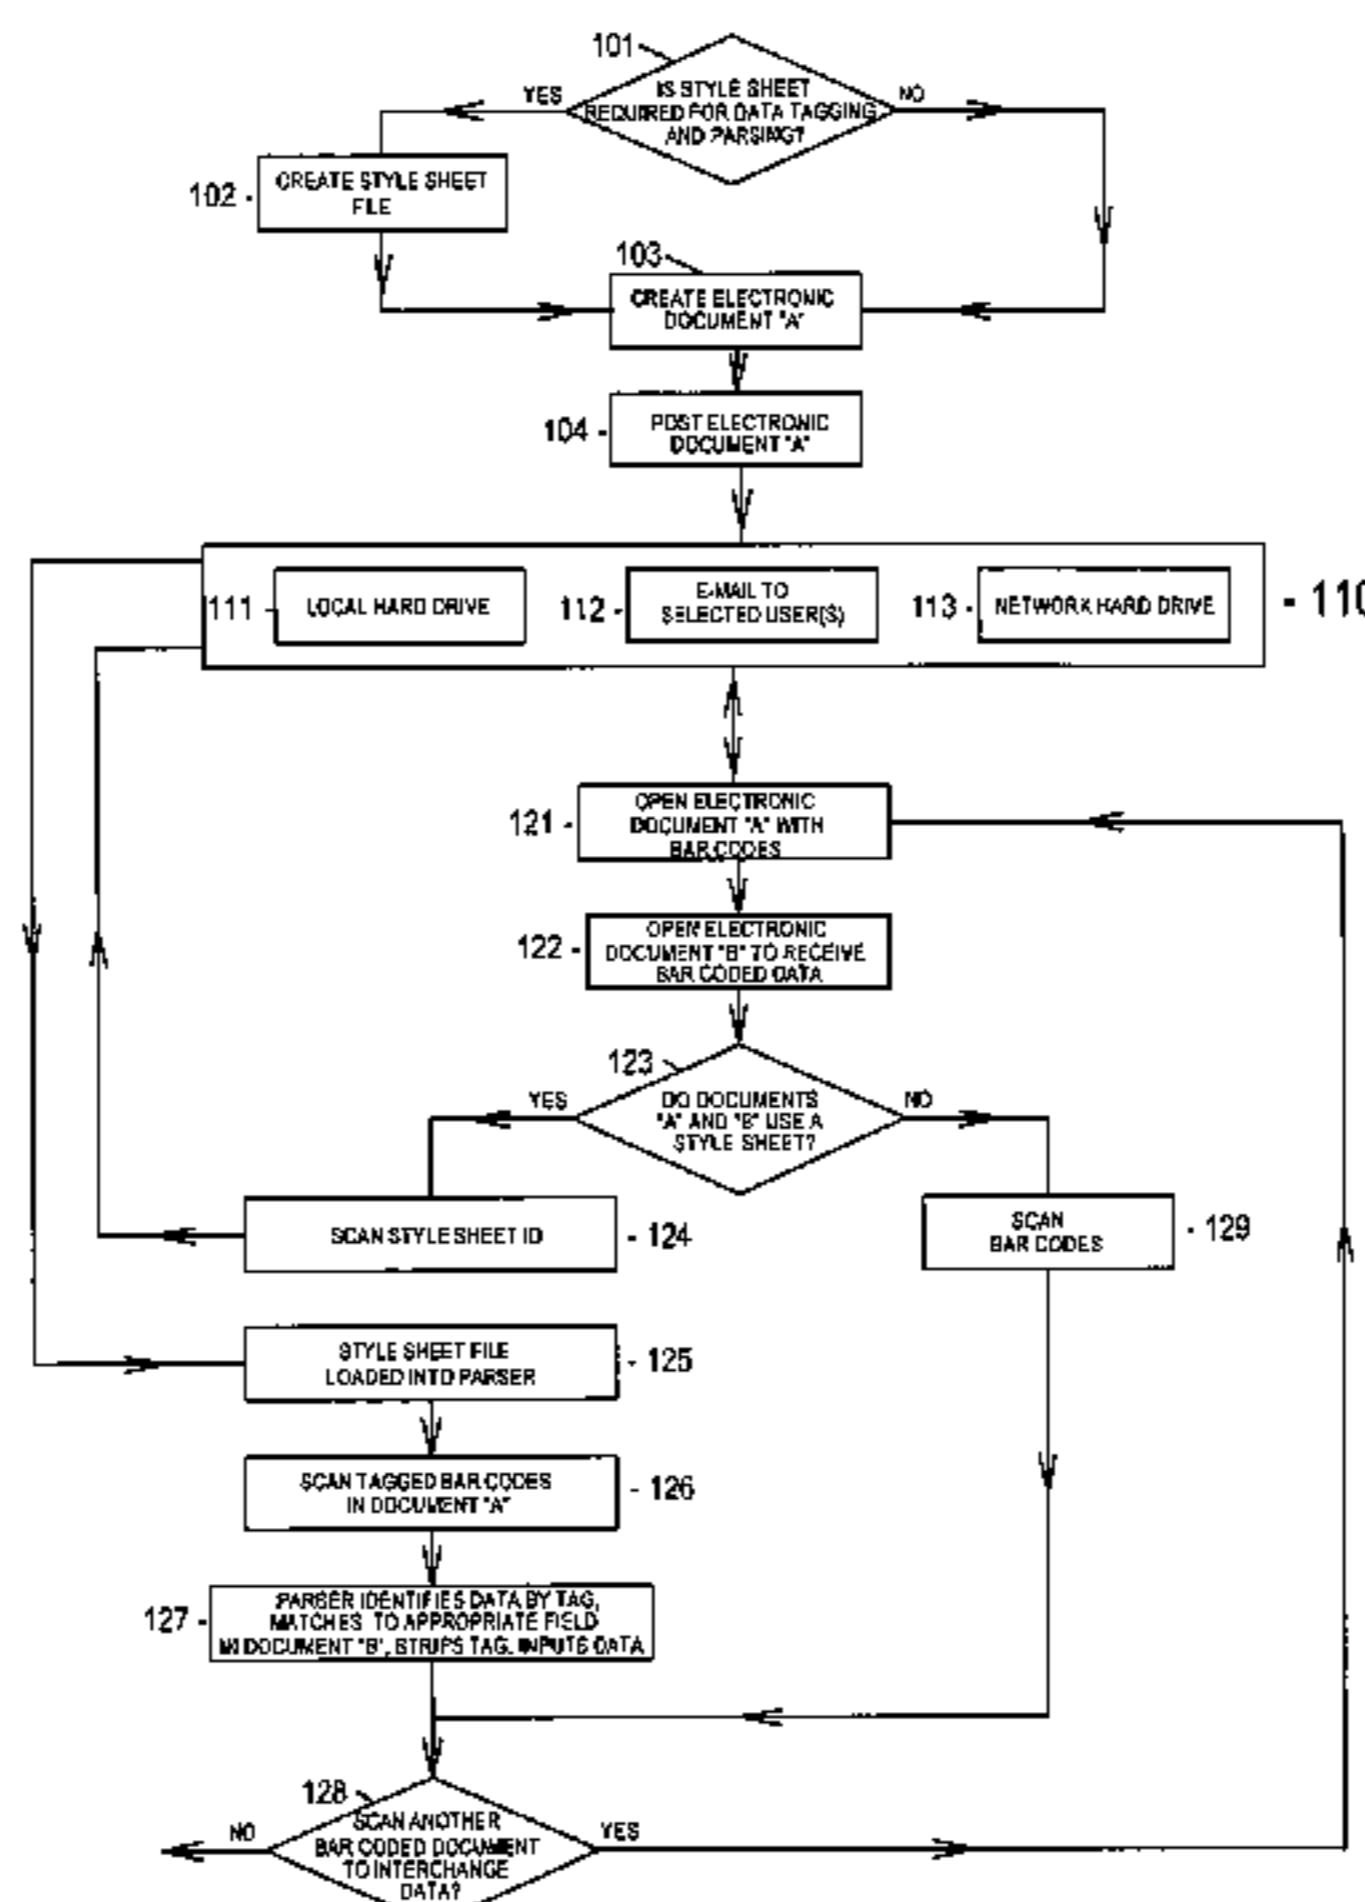 101
IS STYLE SHEET
REQUIRED FOR DATA TAGGING
AND PARSING?
YES
NO
102 -
CREATE STYLE SHEET
FILE
103
CREATE ELECTRONIC
DOCUMENT "A"
104 -
POST ELECTRONIC
DOCUMENT "A"
111
LOCAL HARD DRIVE
112 -
E-MAIL TO
SELECTED USER(S)
113 -
NETWORK HARD DRIVE
- 110
121 -
OPEN ELECTRONIC
DOCUMENT "A" WITH
BAR CODES
122 -
OPEN ELECTRONIC
DOCUMENT "B" TO RECEIVE
BAR CODED DATA
123
DO DOCUMENTS
"A" AND "B" USE A
STYLE SHEET?
YES
NO
SCAN STYLE SHEET ID
- 124
SCAN
BAR CODES
- 129
STYLE SHEET FILE
LOADED INTO PARSER
- 125
SCAN TAGGED BAR CODES
IN DOCUMENT "A"
- 126
127 -
PARSER IDENTIFIES DATA BY TAG,
MATCHES TO APPROPRIATE FIELD
IN DOCUMENT "B", STRIPS TAG, INPUTS DATA
128
SCAN ANOTHER
BAR CODED DOCUMENT
TO INTERCHANGE
DATA?
NO
YES